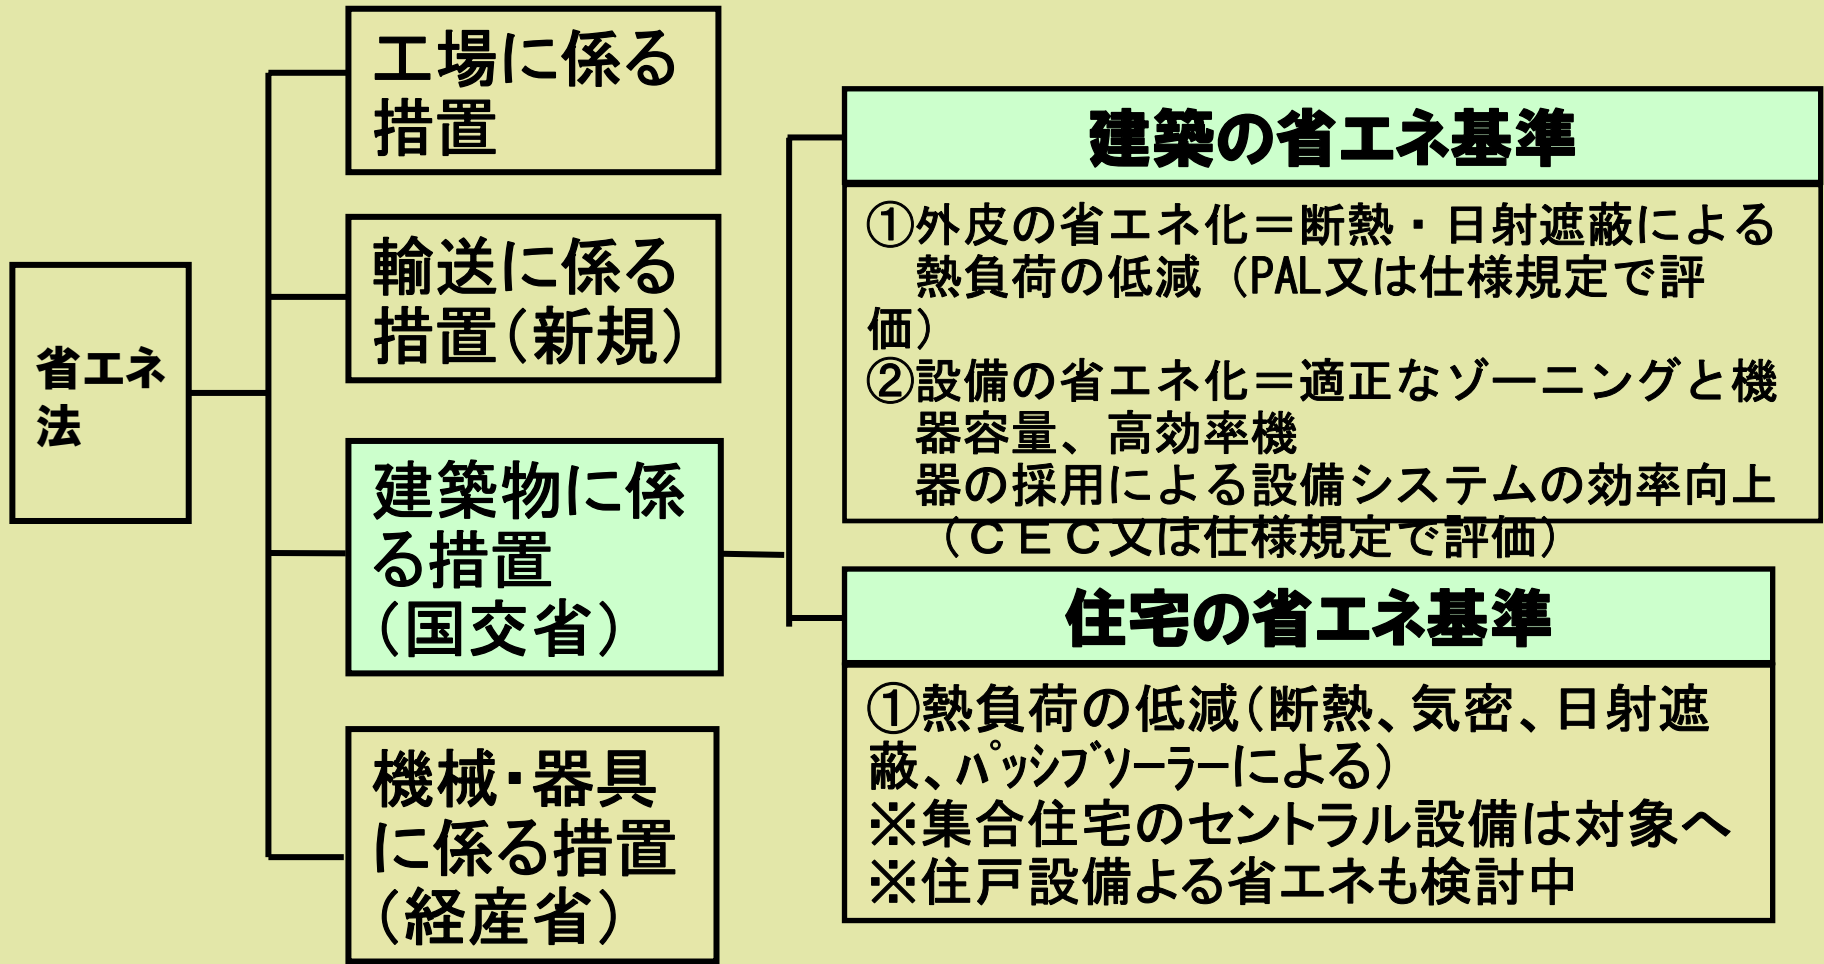 省エネ
法
工場に係る
措置
輸送に係る
措置(新規)
建築物に係
る措置
(国交省)
機械・器具
に係る措置
(経産省)
建築の省エネ基準
①外皮の省エネ化＝断熱・日射遮蔽による
熱負荷の低減（PAL又は仕様規定で評
価）
②設備の省エネ化＝適正なゾーニングと機
器容量、高効率機
器の採用による設備システムの効率向上
（ＣＥＣ又は仕様規定で評価）
住宅の省エネ基準
①熱負荷の低減(断熱、気密、日射遮
蔽、ﾊﾟｯｼﾌﾞｿｰﾗｰによる)
※集合住宅のセントラル設備は対象へ
※住戸設備よる省エネも検討中